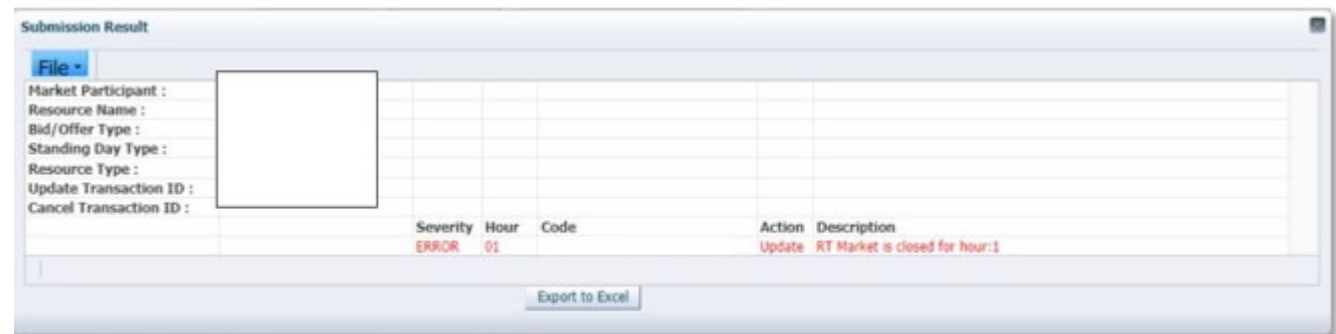 Submission Result
File
Market Participant :
Resource Name :
Bid/Offer Type :
Standing Day Type :
Resource Type :
Update Transaction ID :
Cancel Transaction ID :
Severity Hour Code Action Description
ERROR 01 Update RT Market is closed for hour:1
Export to Excel